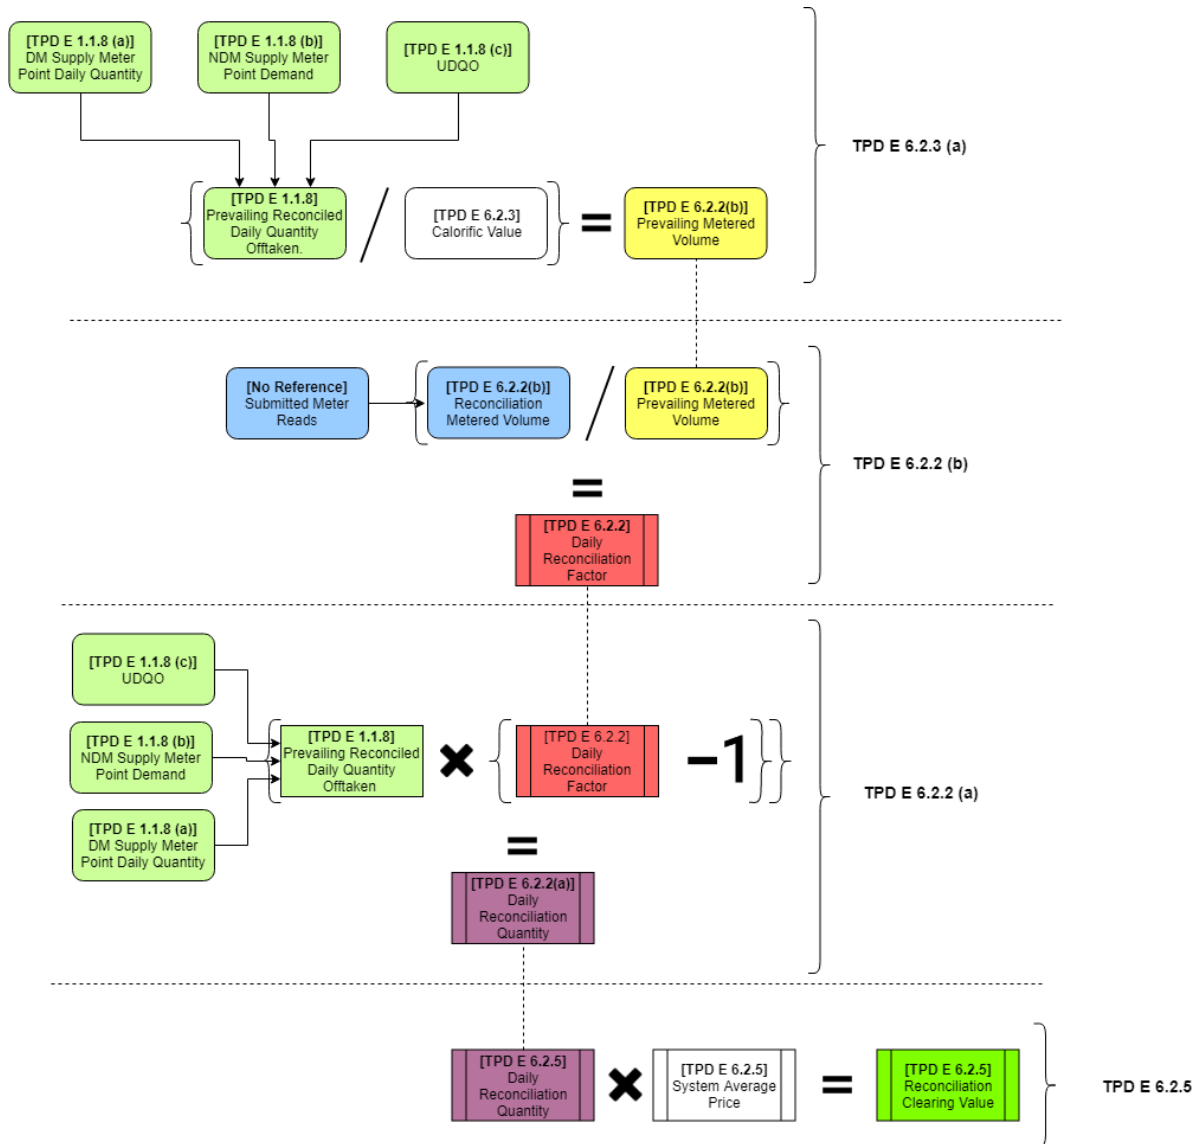 [TPD E 1.1.8 (a)]
DM Supply Meter
Point Daily Quantity
[TPD E 1.1.8 (b)]
NDM Supply Meter
Point Demand
[TPD E 1.1.8 (c)]
UDQO
TPD E 6.2.3 (a)
[TPD E 1.1.8]
Prevailing Reconciled
Daily Quantity
Offtaken.
/
[TPD E 6.2.3]
Calorific Value
=
[TPD E 6.2.2(b)]
Prevailing Metered
Volume
[No Reference]
Submitted Meter
Reads
[TPD E 6.2.2(b)]
Reconciliation
Metered Volume
/
[TPD E 6.2.2(b)]
Prevailing Metered
Volume
TPD E 6.2.2 (b)
=
[TPD E 6.2.2]
Daily
Reconciliation
Factor
[TPD E 1.1.8 (c)]
UDQO
[TPD E 1.1.8 (b)]
NDM Supply Meter
Point Demand
[TPD E 1.1.8 (a)]
DM Supply Meter
Point Daily Quantity
[TPD E 1.1.8]
Prevailing Reconciled
Daily Quantity
Offtaken
×
[TPD E 6.2.2]
Daily
Reconciliation
Factor
-1
TPD E 6.2.2 (a)
=
[TPD E 6.2.2(a)]
Daily
Reconciliation
Quantity
[TPD E 6.2.5]
Daily
Reconciliation
Quantity
×
[TPD E 6.2.5]
System Average
Price
=
[TPD E 6.2.5]
Reconciliation
Clearing Value
TPD E 6.2.5